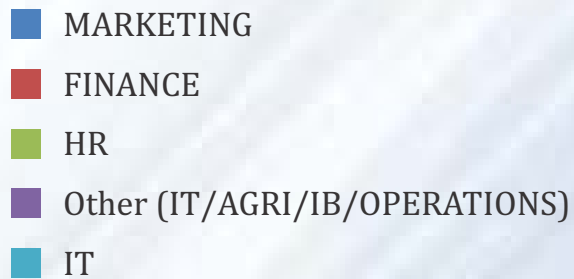 MARKETING
FINANCE
HR
Other (IT/AGRI/IB/OPERATIONS)
IT